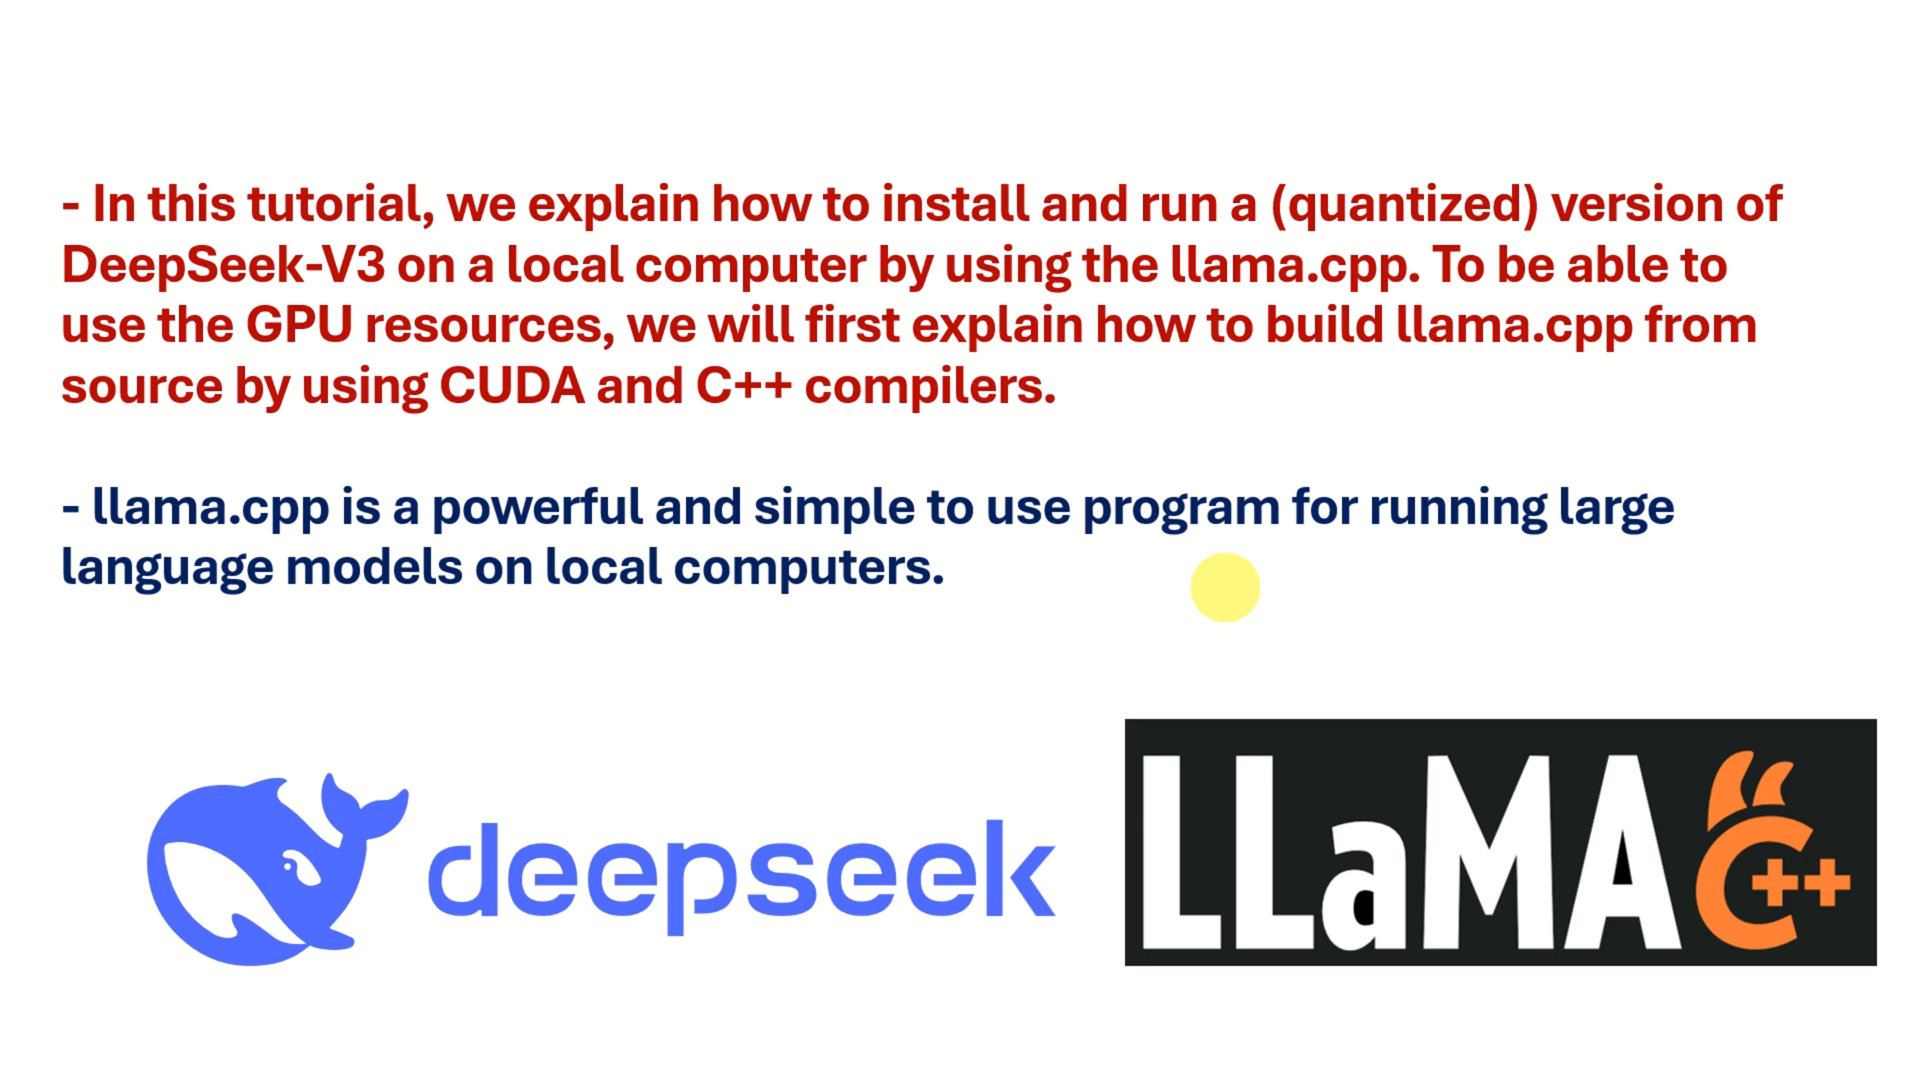 - In this tutorial, we explain how to install and run a (quantized) version of
DeepSeek-V3 on a local computer by using the llama.cpp. To be able to
use the GPU resources, we will first explain how to build llama.cpp from
source by using CUDA and C++ compilers.
- llama.cpp is a powerful and simple to use program for running large
language models on local computers.
deepseek
LLaMA C++